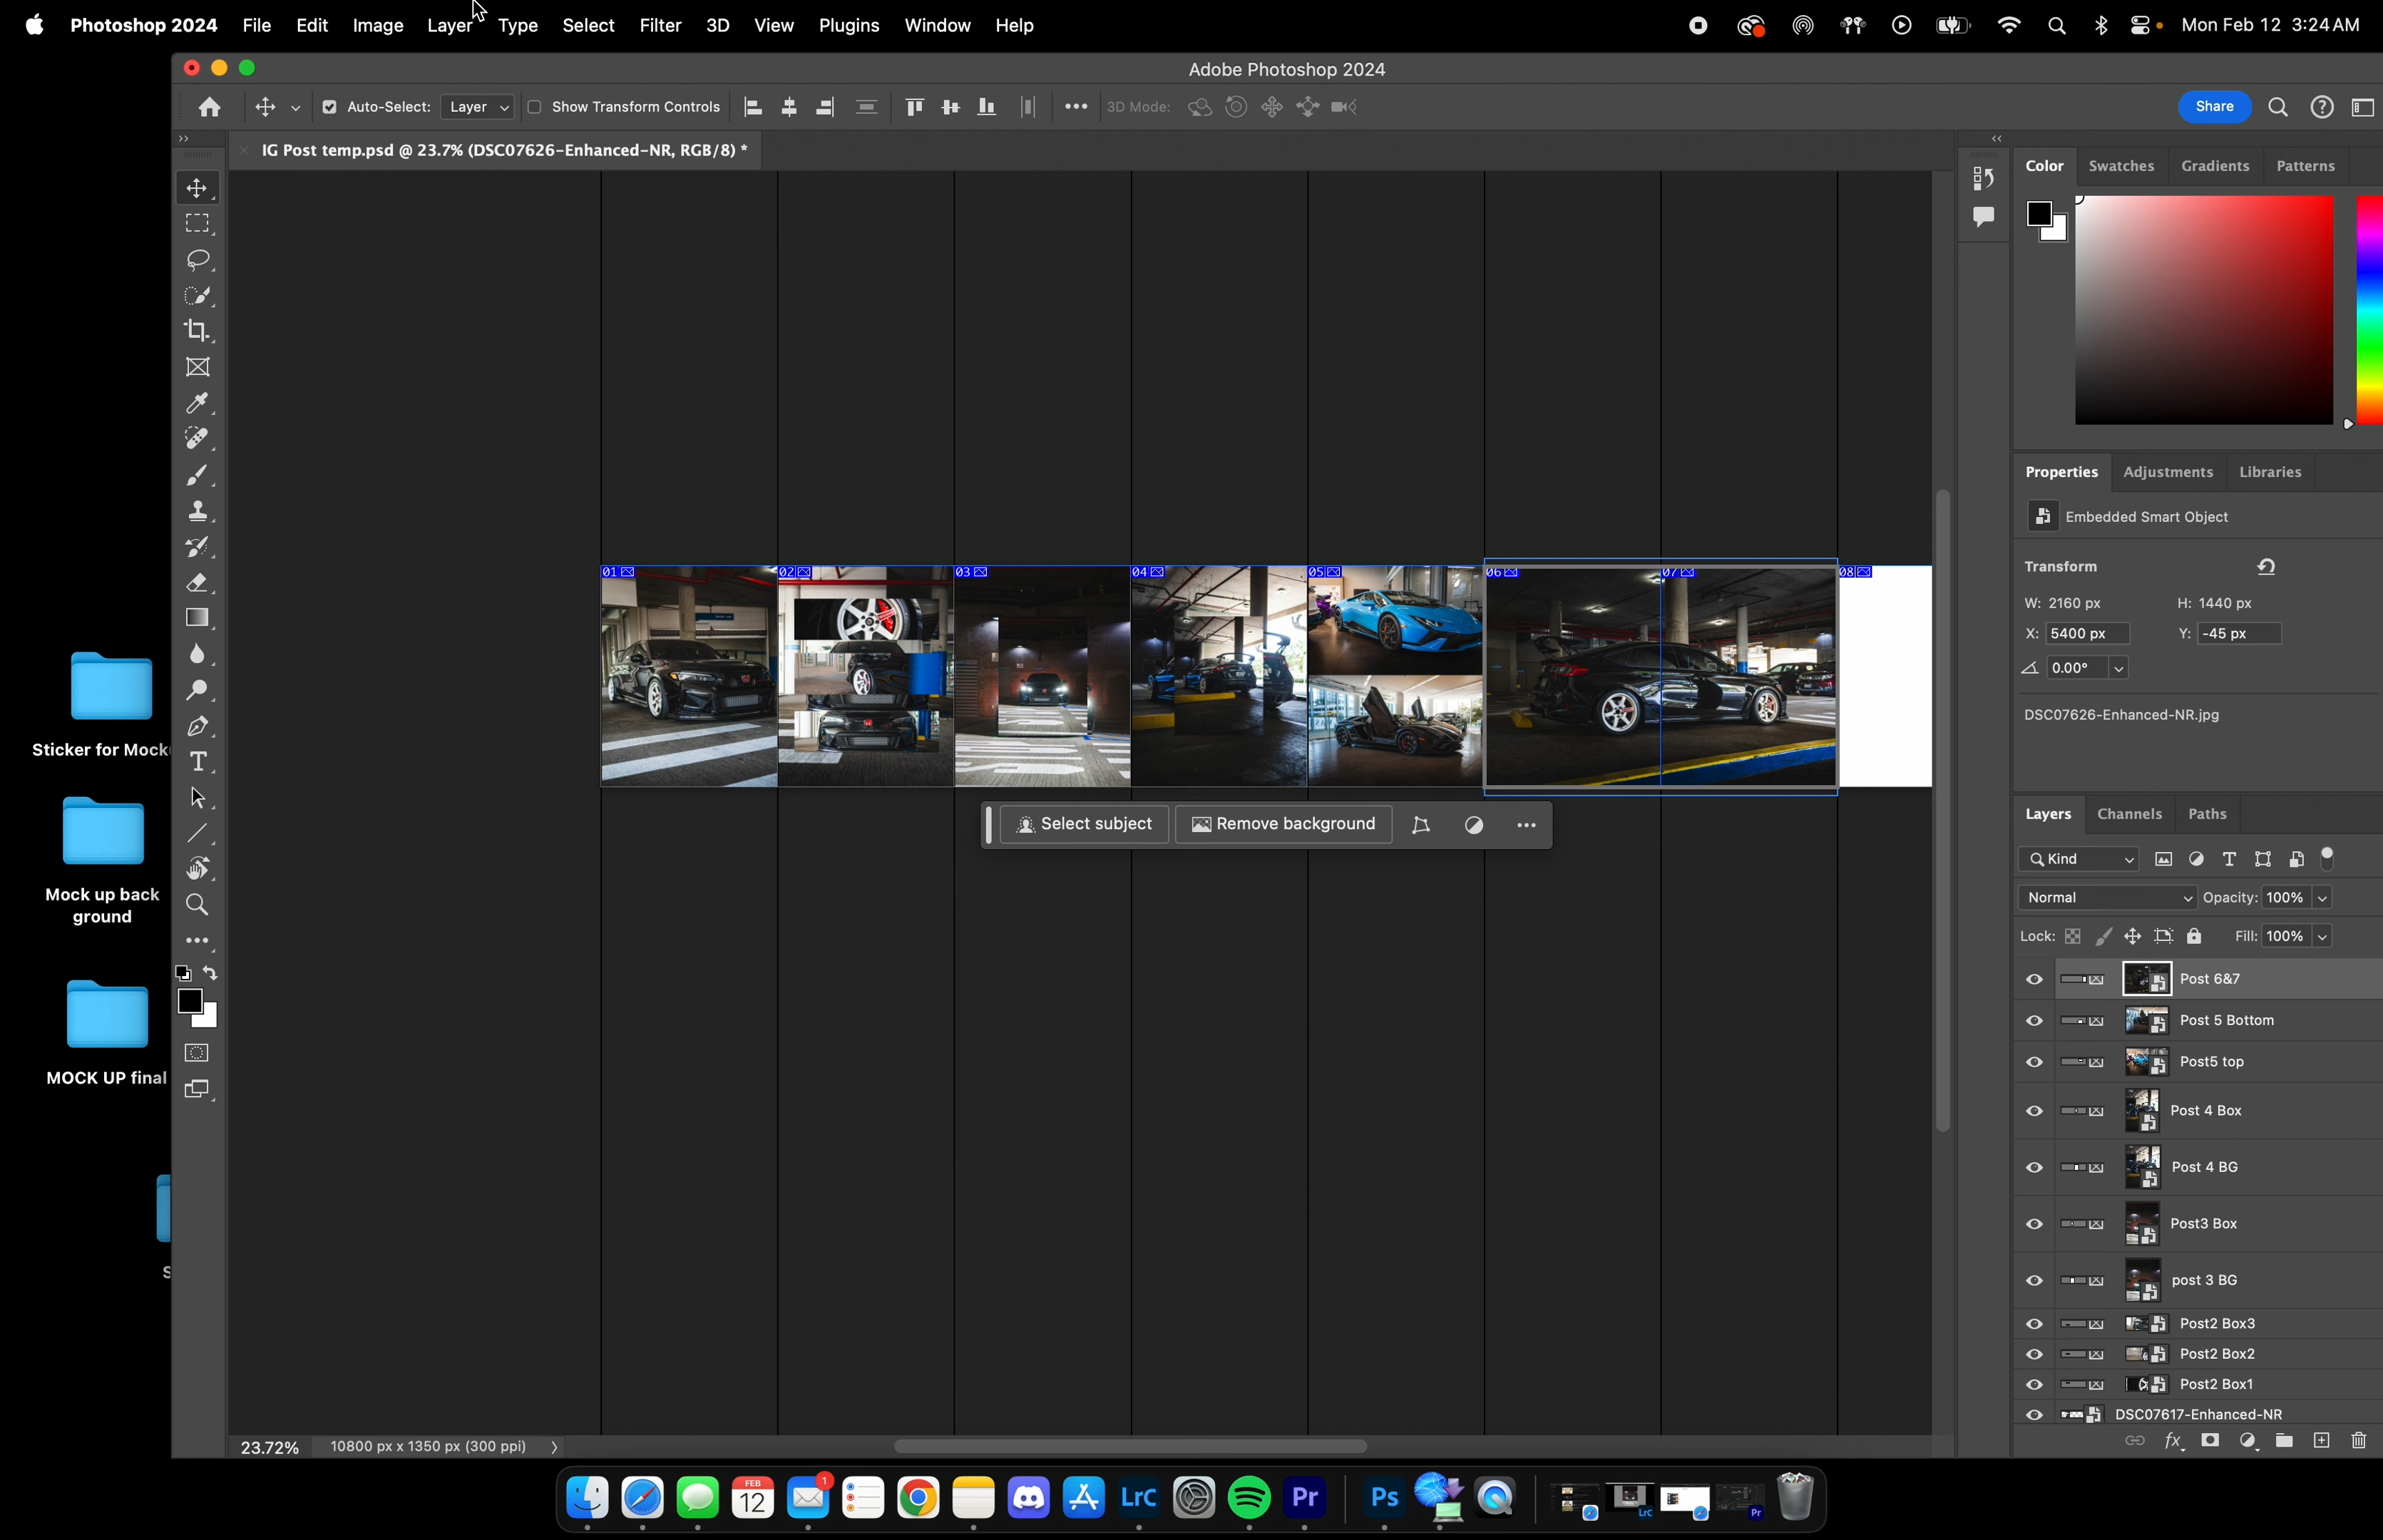 Photoshop 2024 File Edit Image Layer Type Select Filter 3D View Plugins Window Help Mon Feb 12 3:24 AM
Adobe Photoshop 2024
Auto-Select: Layer Show Transform Controls 3D Mode: Share
IG Post temp.psd @ 23.7% (DSC07626-Enhanced-NR, RGB/8) *
Color Swatches Gradients Patterns
Properties Adjustments Libraries
Embedded Smart Object
Transform
W: 2160 px H: 1440 px
X: 5400 px Y: -45 px
0.00°
DSC07626-Enhanced-NR.jpg
01 02 03 04 05 06 07 08
Select subject Remove background
Sticker for Mock
Mock up back
ground
MOCK UP final
S
Layers Channels Paths
Kind
Normal Opacity: 100%
Lock: Fill: 100%
Post 6&7
Post 5 Bottom
Post5 top
Post 4 Box
Post 4 BG
Post3 Box
post 3 BG
Post2 Box3
Post2 Box2
Post2 Box1
DSC07617-Enhanced-NR
fx
23.72% 10800 px x 1350 px (300 ppi)
FEB
12
1
LrC
Pr
Ps
LrC
Pr